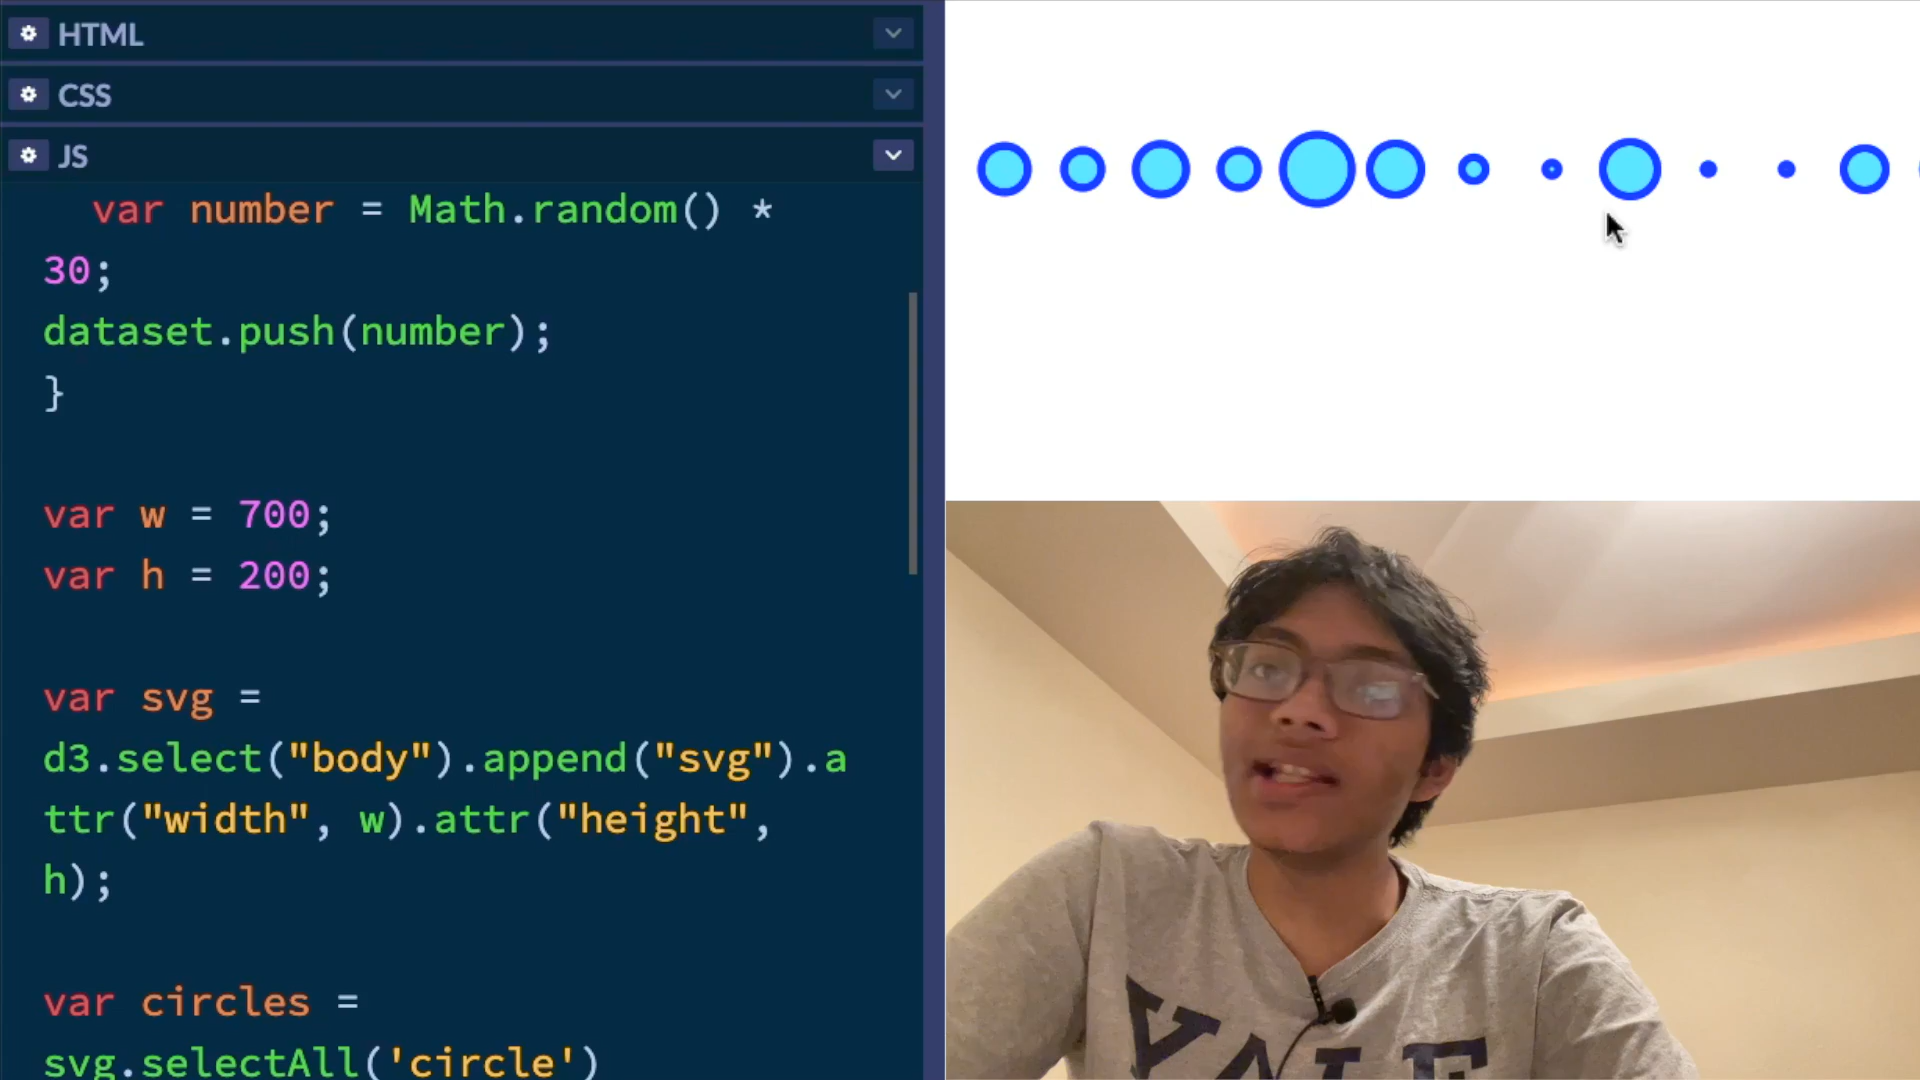 HTML
CSS
JS
var number = Math.random() *
30;
dataset.push(number);
}
var w = 700;
var h = 200;
var svg =
d3.select("body").append("svg").a
ttr("width", w).attr("height",
h);
var circles =
svg.selectAll('circle')
YALE